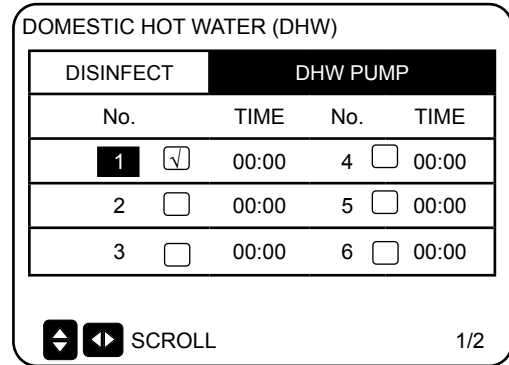 DOMESTIC HOT WATER (DHW)
DISINFECT DHW PUMP
No. TIME No. TIME
1 √ 00:00 4 00:00
2 00:00 5 00:00
3 00:00 6 00:00
SCROLL 1/2